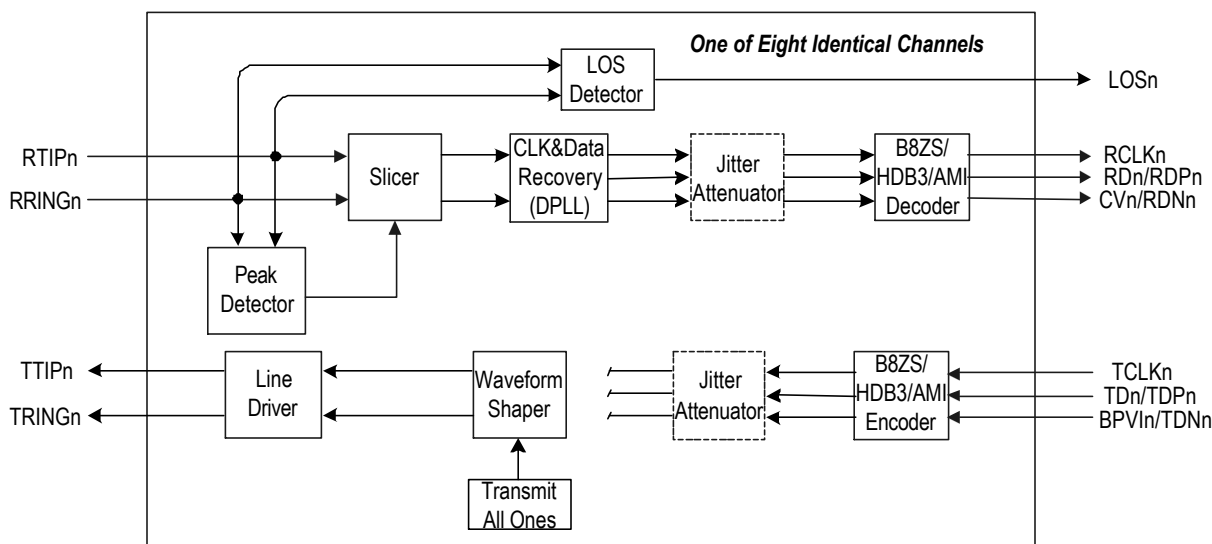 One of Eight Identical Channels
LOS
Detector
LOSn
RTIPn
RRINGn
Slicer
CLK&Data
Recovery
(DPLL)
Jitter
Attenuator
B8ZS/
HDB3/AMI
Decoder
RCLKn
RDn/RDPn
CVn/RDNn
Peak
Detector
TTIPn
TRINGn
Line
Driver
Waveform
Shaper
Jitter
Attenuator
B8ZS/
HDB3/AMI
Encoder
TCLKn
TDn/TDPn
BPVIn/TDNn
Transmit
All Ones